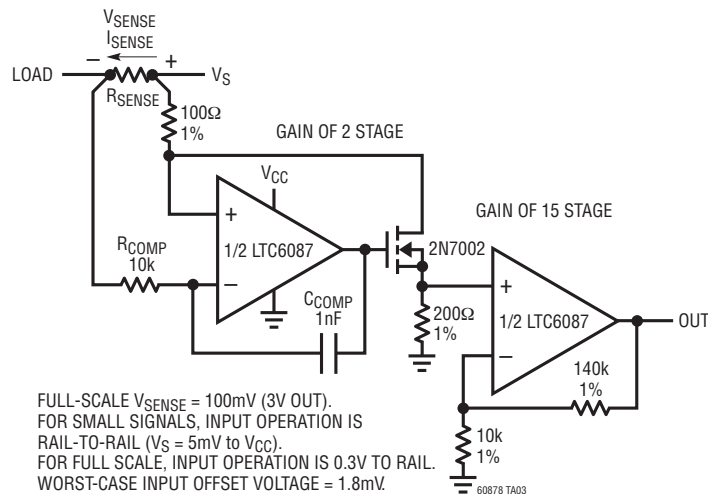 VSENSE
ISENSE
− +
LOAD
VS
RSENSE
100Ω
1%
GAIN OF 2 STAGE
VCC
GAIN OF 15 STAGE
+
1/2 LTC6087
−
2N7002
RCOMP
10k
CCOMP
1nF
200Ω
1%
+
1/2 LTC6087
−
OUT
140k
1%
10k
1%
FULL-SCALE VSENSE = 100mV (3V OUT).
FOR SMALL SIGNALS, INPUT OPERATION IS
RAIL-TO-RAIL (VS = 5mV to VCC).
FOR FULL SCALE, INPUT OPERATION IS 0.3V TO RAIL.
WORST-CASE INPUT OFFSET VOLTAGE = 1.8mV.
60878 TA03